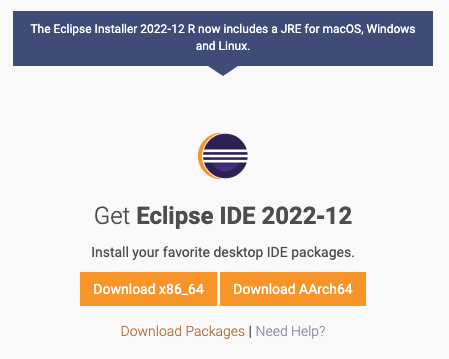 The Eclipse Installer 2022-12 R now includes a JRE for macOS, Windows
and Linux.
Get Eclipse IDE 2022-12
Install your favorite desktop IDE packages.
Download x86_64 Download AArch64
Download Packages | Need Help?